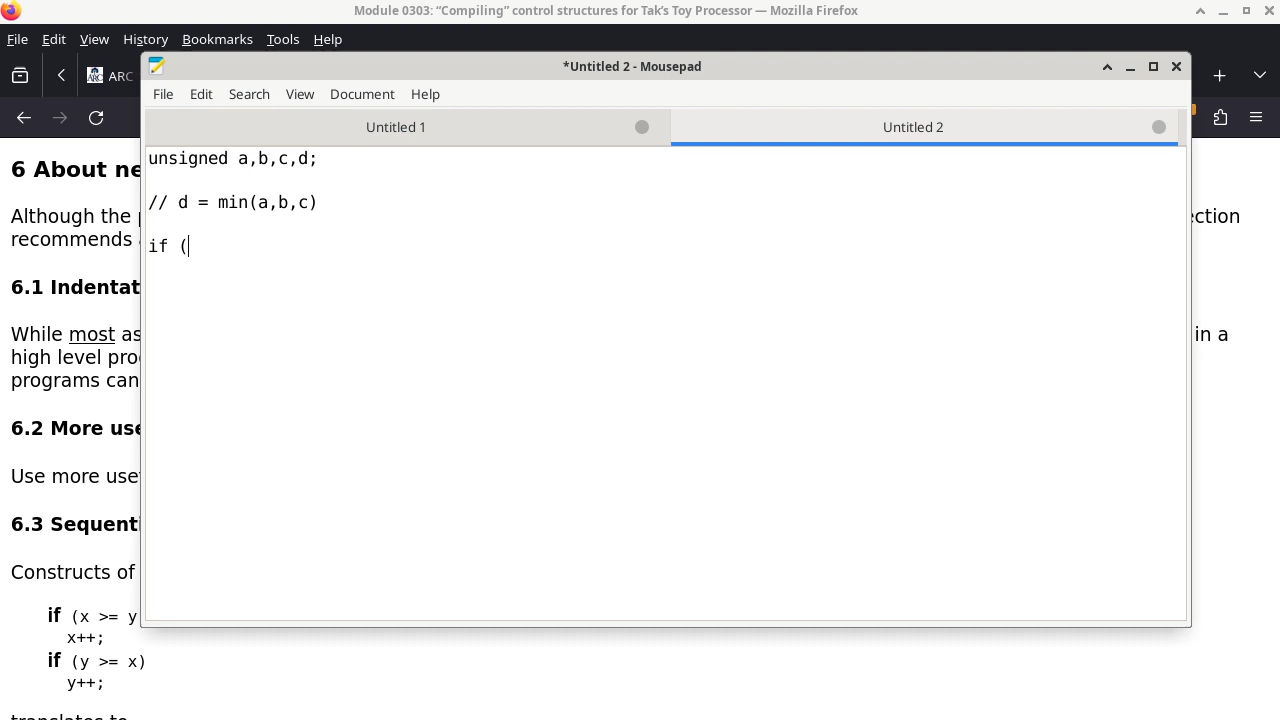 Module 0303: “Compiling” control structures for Tak’s Toy Processor — Mozilla Firefox
File Edit View History Bookmarks Tools Help
ARC
*Untitled 2 - Mousepad
File Edit Search View Document Help
Untitled 1
Untitled 2
unsigned a,b,c,d;
// d = min(a,b,c)
if (
6 About ne
Although the
ection
recommends
6.1 Indentat
While most as
in a
high level pro
programs can
6.2 More use
Use more use
6.3 Sequenti
Constructs of
if (x >= y
x++;
if (y >= x)
y++;
translates to